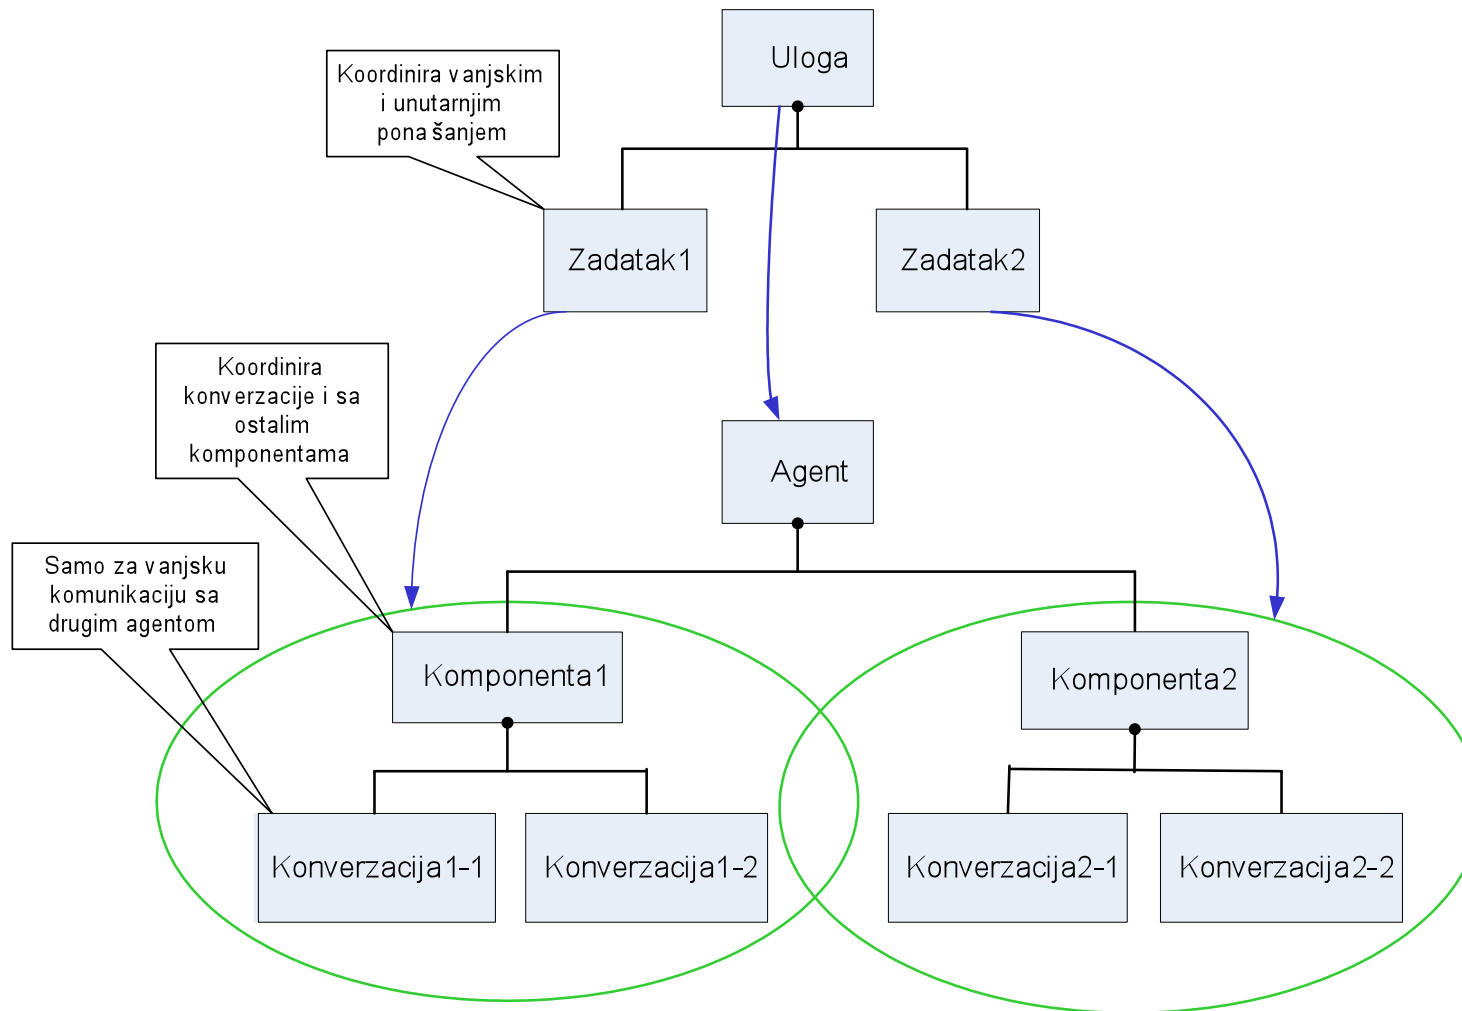 Uloga
Koordinira vanjskim
i unutarnjim
ponašanjem
Zadatak1
Zadatak2
Koordinira
konverzacije i sa
ostalim
komponentama
Agent
Samo za vanjsku
komunikaciju sa
drugim agentom
Komponenta1
Komponenta2
Konverzacija1-1
Konverzacija1-2
Konverzacija2-1
Konverzacija2-2